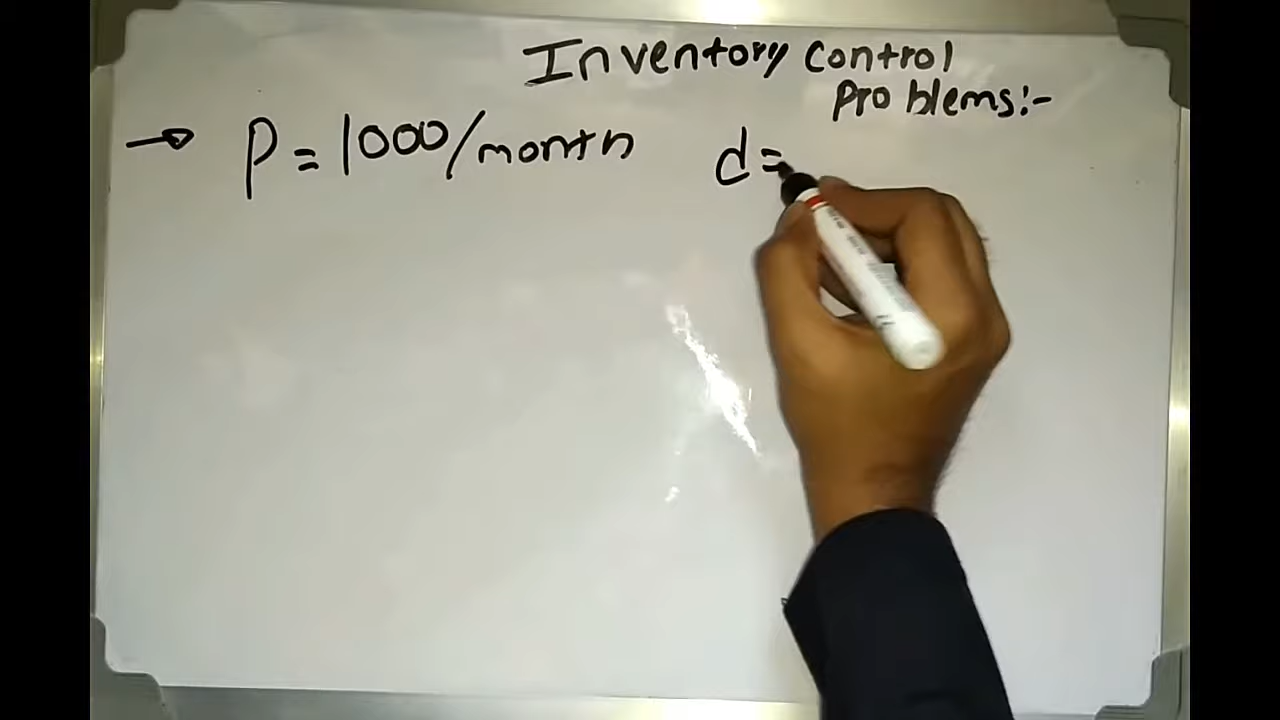 Inventory control
problems:-
→ P = 1000/month d =